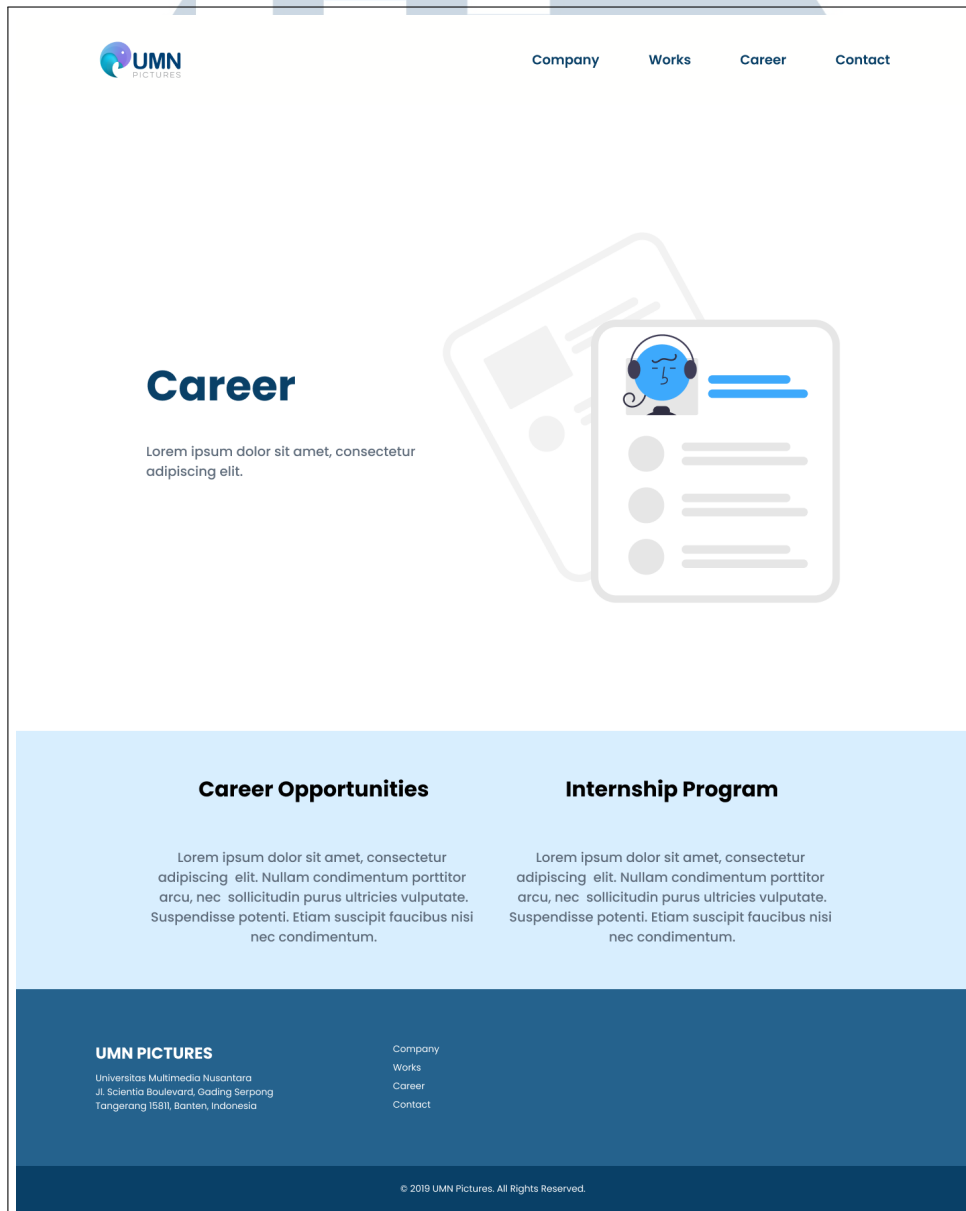 UMN
PICTURES
Company Works Career Contact
Career
Lorem ipsum dolor sit amet, consectetur
adipiscing elit.
Career Opportunities
Lorem ipsum dolor sit amet, consectetur
adipiscing elit. Nullam condimentum porttitor
arcu, nec sollicitudin purus ultricies vulputate.
Suspendisse potenti. Etiam suscipit faucibus nisi
nec condimentum.
Internship Program
Lorem ipsum dolor sit amet, consectetur
adipiscing elit. Nullam condimentum porttitor
arcu, nec sollicitudin purus ultricies vulputate.
Suspendisse potenti. Etiam suscipit faucibus nisi
nec condimentum.
UMN PICTURES
Universitas Multimedia Nusantara
Jl. Scientia Boulevard, Gading Serpong
Tangerang 15811, Banten, Indonesia
Company
Works
Career
Contact
© 2019 UMN Pictures. All Rights Reserved.